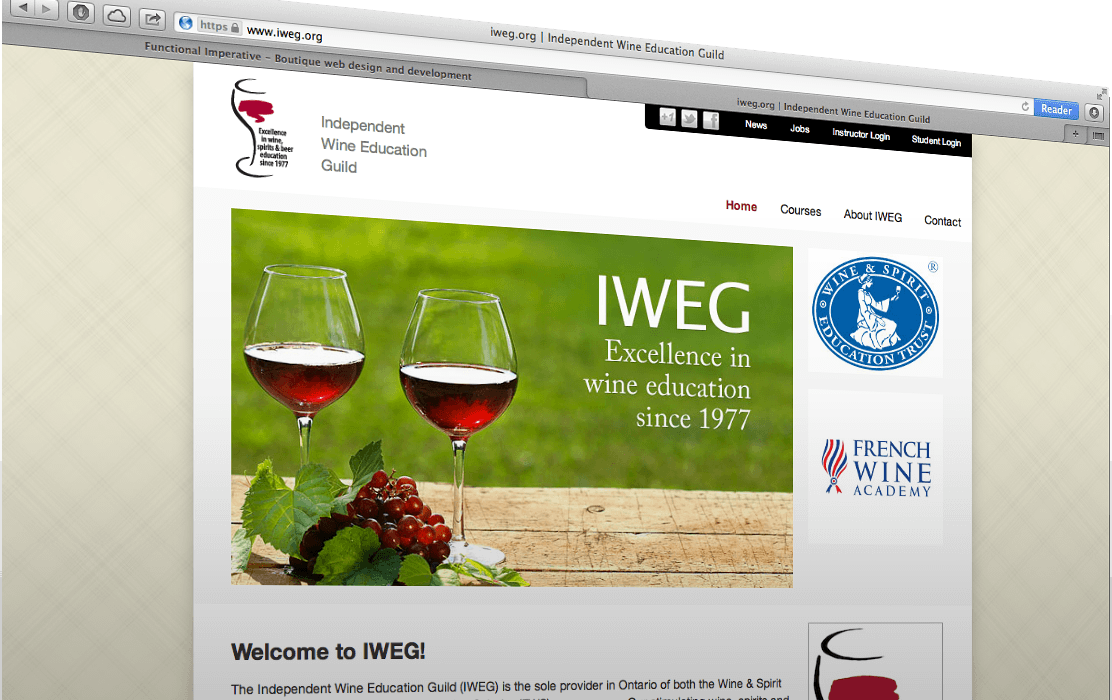 iweg.org | Independent Wine Education Guild
https
www.iweg.org
Reader
Functional Imperative – Boutique web design and development
iweg.org | Independent Wine Education Guild
+
Excellence
in wine,
spirits & beer
education
since 1977
Independent
Wine Education
Guild
+1
f
News
Jobs
Instructor Login
Student Login
Home
Courses
About IWEG
Contact
IWEG
Excellence in
wine education
since 1977
WINE & SPIRIT
EDUCATION TRUST
®
FRENCH
WINE
ACADEMY
Welcome to IWEG!
The Independent Wine Education Guild (IWEG) is the sole provider in Ontario of both the Wine & Spirit